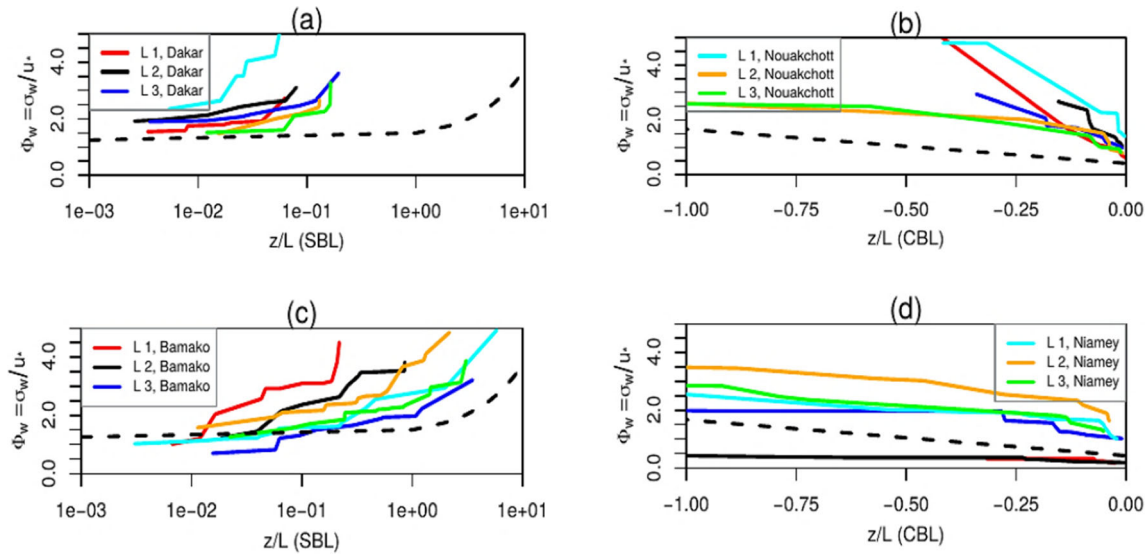 (a)
Φw =σw/u*
4.0
2.0
0.0
L 1, Dakar
L 2, Dakar
L 3, Dakar
1e−03 1e−02 1e−01 1e+00 1e+01
z/L (SBL)
(b)
Φw =σw/u*
4.0
2.0
0.0
L 1, Nouakchott
L 2, Nouakchott
L 3, Nouakchott
−1.00 −0.75 −0.50 −0.25 0.00
z/L (CBL)
(c)
Φw =σw/u*
4.0
2.0
0.0
L 1, Bamako
L 2, Bamako
L 3, Bamako
1e−03 1e−02 1e−01 1e+00 1e+01
z/L (SBL)
(d)
Φw =σw/u*
4.0
2.0
0.0
L 1, Niamey
L 2, Niamey
L 3, Niamey
−1.00 −0.75 −0.50 −0.25 0.00
z/L (CBL)